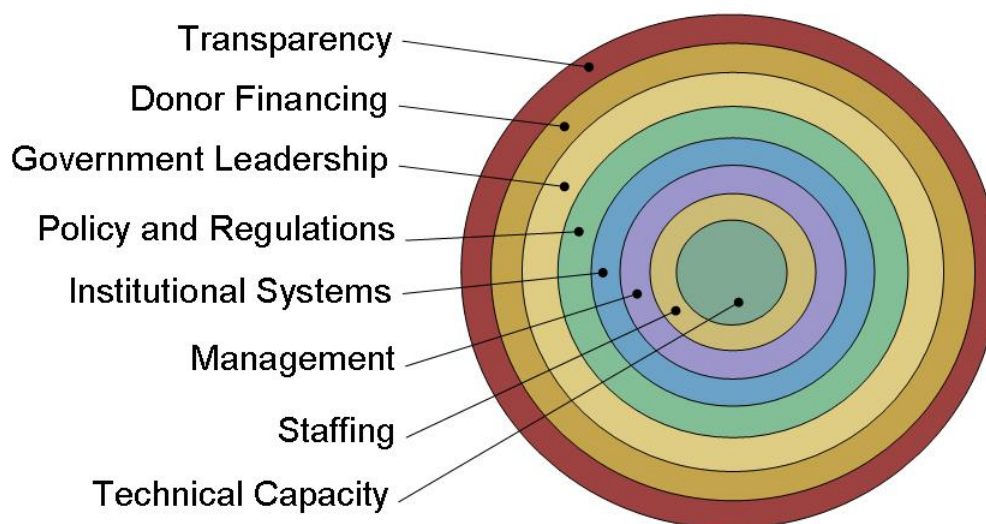 Transparency
Donor Financing
Government Leadership
Policy and Regulations
Institutional Systems
Management
Staffing
Technical Capacity